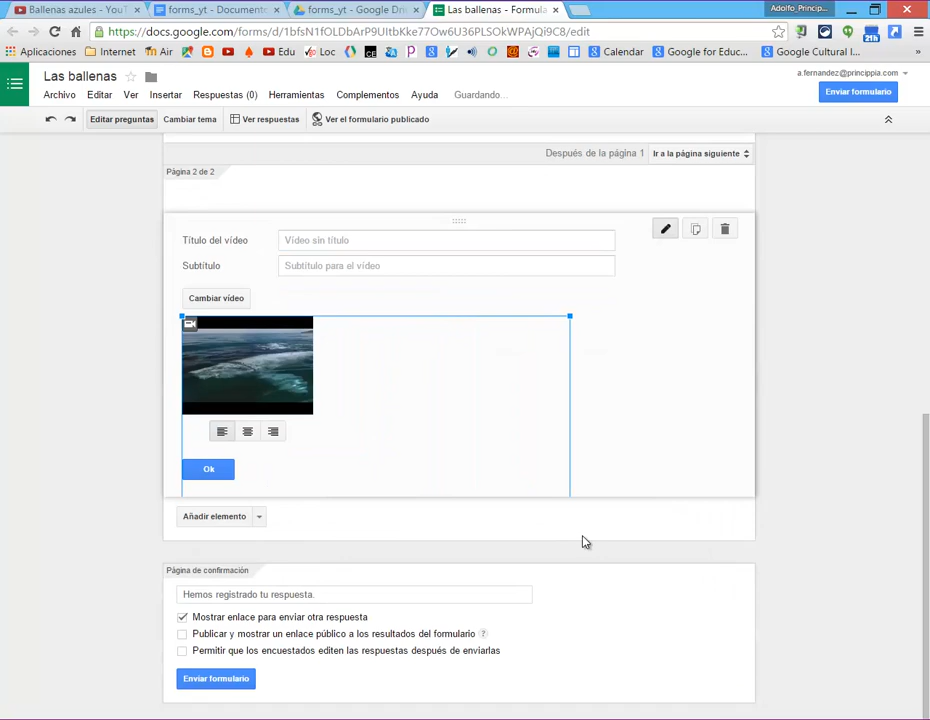 Ballenas azules - YouT
forms_yt - Documento
forms_yt - Google Dri
Las ballenas - Formula
Adolfo_Princip
https://docs.google.com/forms/d/1bfsN1fOLDbArP9UItbKke77Ow6U36PLSOkWPAjQi9C8/edit
Aplicaciones
Internet
Air
Edu
Loc
Calendar
Google for Educ...
Google Cultural I...
»
21h
Las ballenas
a.fernandez@princippia.com
Archivo Editar Ver Insertar Respuestas (0) Herramientas Complementos Ayuda Guardando...
Enviar formulario
Editar preguntas
Cambiar tema
Ver respuestas
Ver el formulario publicado
Después de la página 1 Ir a la página siguiente
Página 2 de 2
Título del vídeo Vídeo sin título
Subtítulo Subtítulo para el vídeo
Cambiar vídeo
Ok
Añadir elemento
Página de confirmación
Hemos registrado tu respuesta.
Mostrar enlace para enviar otra respuesta
Publicar y mostrar un enlace público a los resultados del formulario ?
Permitir que los encuestados editen las respuestas después de enviarlas
Enviar formulario